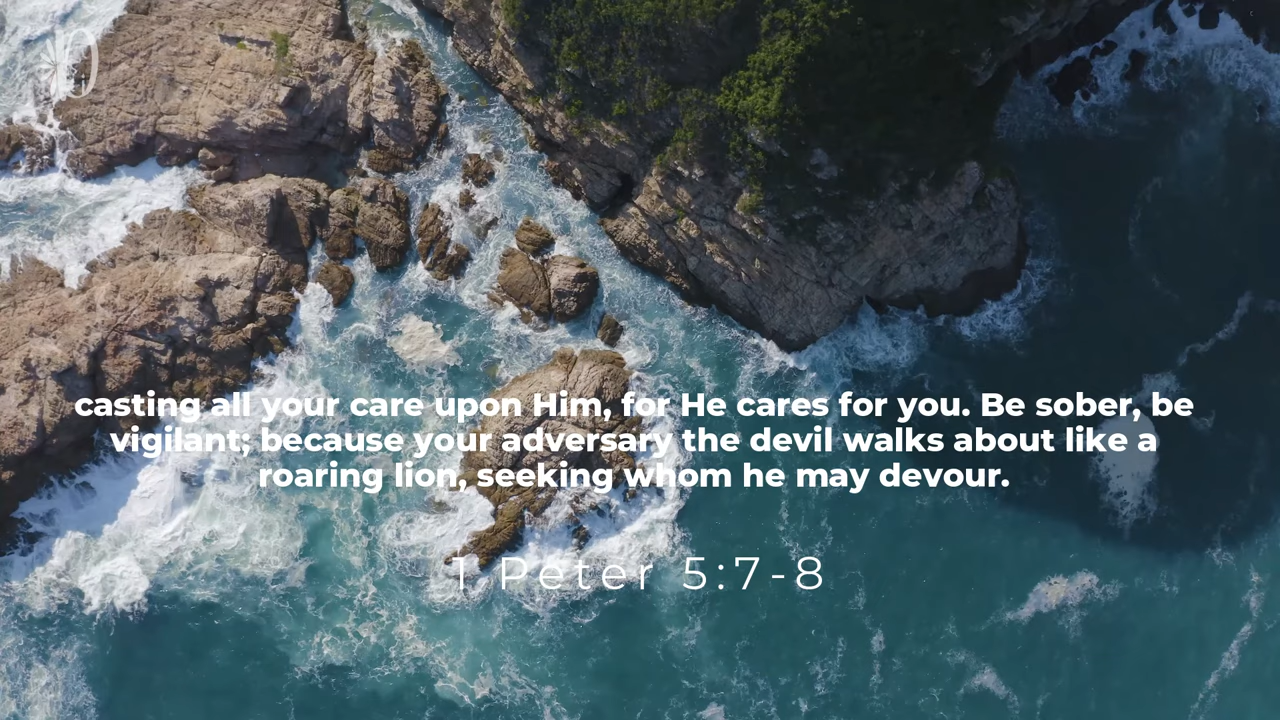 casting all your care upon Him, for He cares for you. Be sober, be
vigilant; because your adversary the devil walks about like a
roaring lion, seeking whom he may devour.
1 Peter 5:7-8